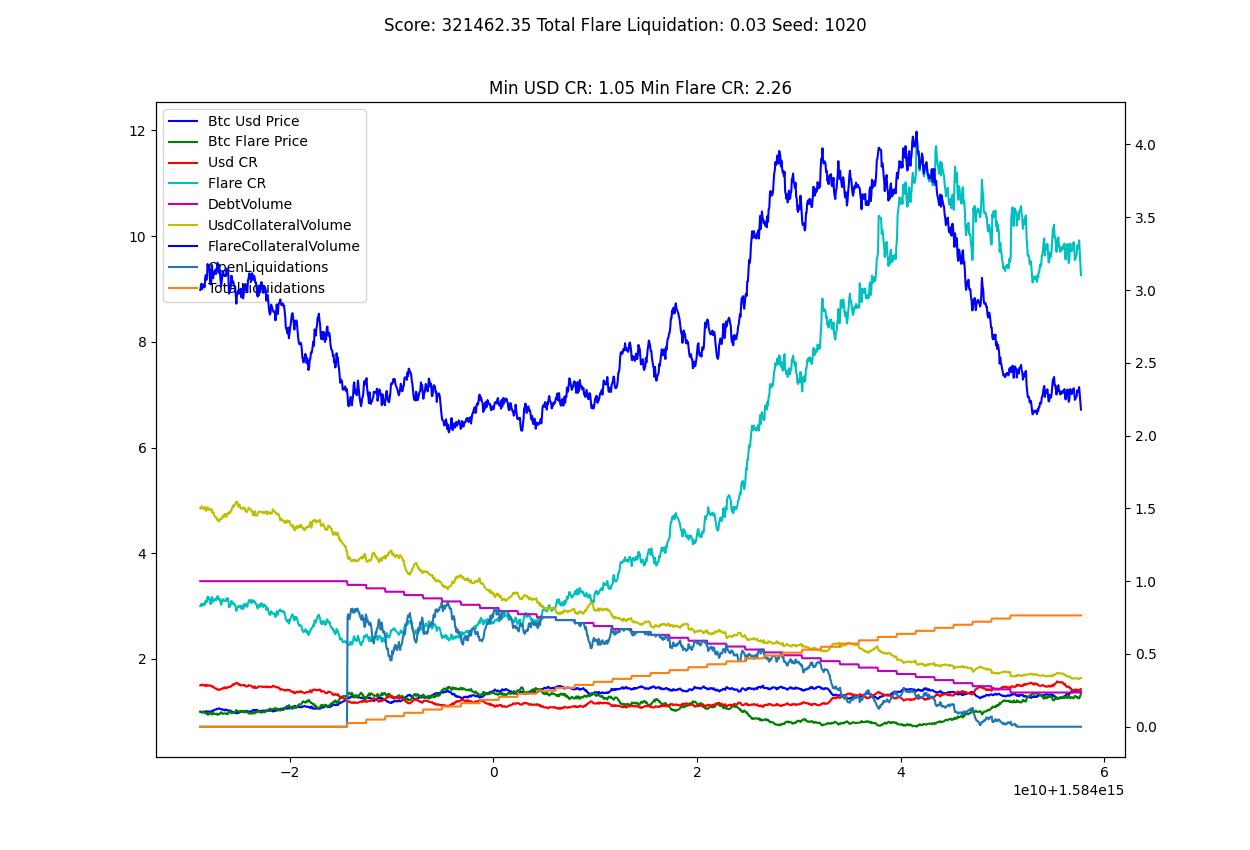 Score: 321462.35 Total Flare Liquidation: 0.03 Seed: 1020
Min USD CR: 1.05 Min Flare CR: 2.26
Btc Usd Price
Btc Flare Price
Usd CR
Flare CR
DebtVolume
UsdCollateralVolume
FlareCollateralVolume
OpenLiquidations
TotalLiquidations
12
10
8
6
4
2
4.0
3.5
3.0
2.5
2.0
1.5
1.0
0.5
0.0
−2 0 2 4 6
1e10+1.584e15